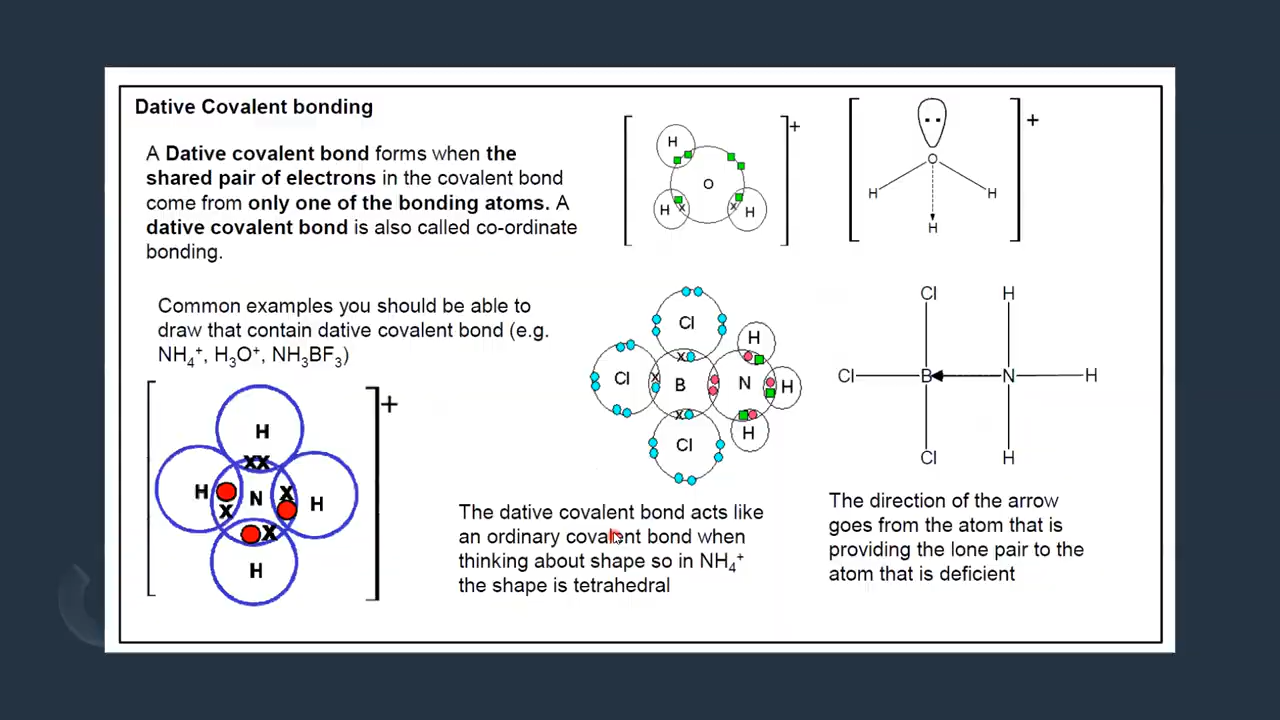 Dative Covalent bonding
A Dative covalent bond forms when the
shared pair of electrons in the covalent bond
come from only one of the bonding atoms. A
dative covalent bond is also called co-ordinate
bonding.
Common examples you should be able to
draw that contain dative covalent bond (e.g.
NH₄⁺, H₃O⁺, NH₃BF₃)
H
O
H
H
+
O
H
H
H
+
Cl
H
Cl
B
N
H
H
Cl
Cl
H
Cl
B
N
H
Cl
H
+
H
XX
H
N
X
H
X
X
H
The dative covalent bond acts like
an ordinary covalent bond when
thinking about shape so in NH₄⁺
the shape is tetrahedral
The direction of the arrow
goes from the atom that is
providing the lone pair to the
atom that is deficient